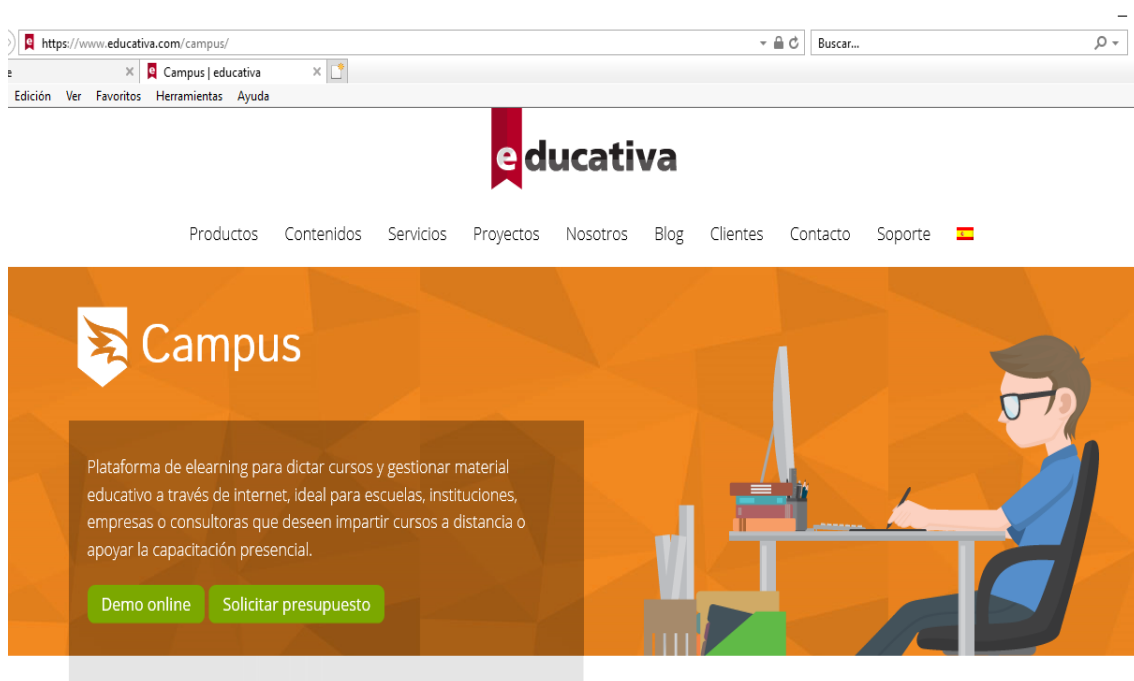 https://www.educativa.com/campus/
Buscar...
e
Campus | educativa
Edición Ver Favoritos Herramientas Ayuda
educativa
Productos Contenidos Servicios Proyectos Nosotros Blog Clientes Contacto Soporte
Campus
Plataforma de elearning para dictar cursos y gestionar material
educativo a través de internet, ideal para escuelas, instituciones,
empresas o consultoras que deseen impartir cursos a distancia o
apoyar la capacitación presencial.
Demo online Solicitar presupuesto